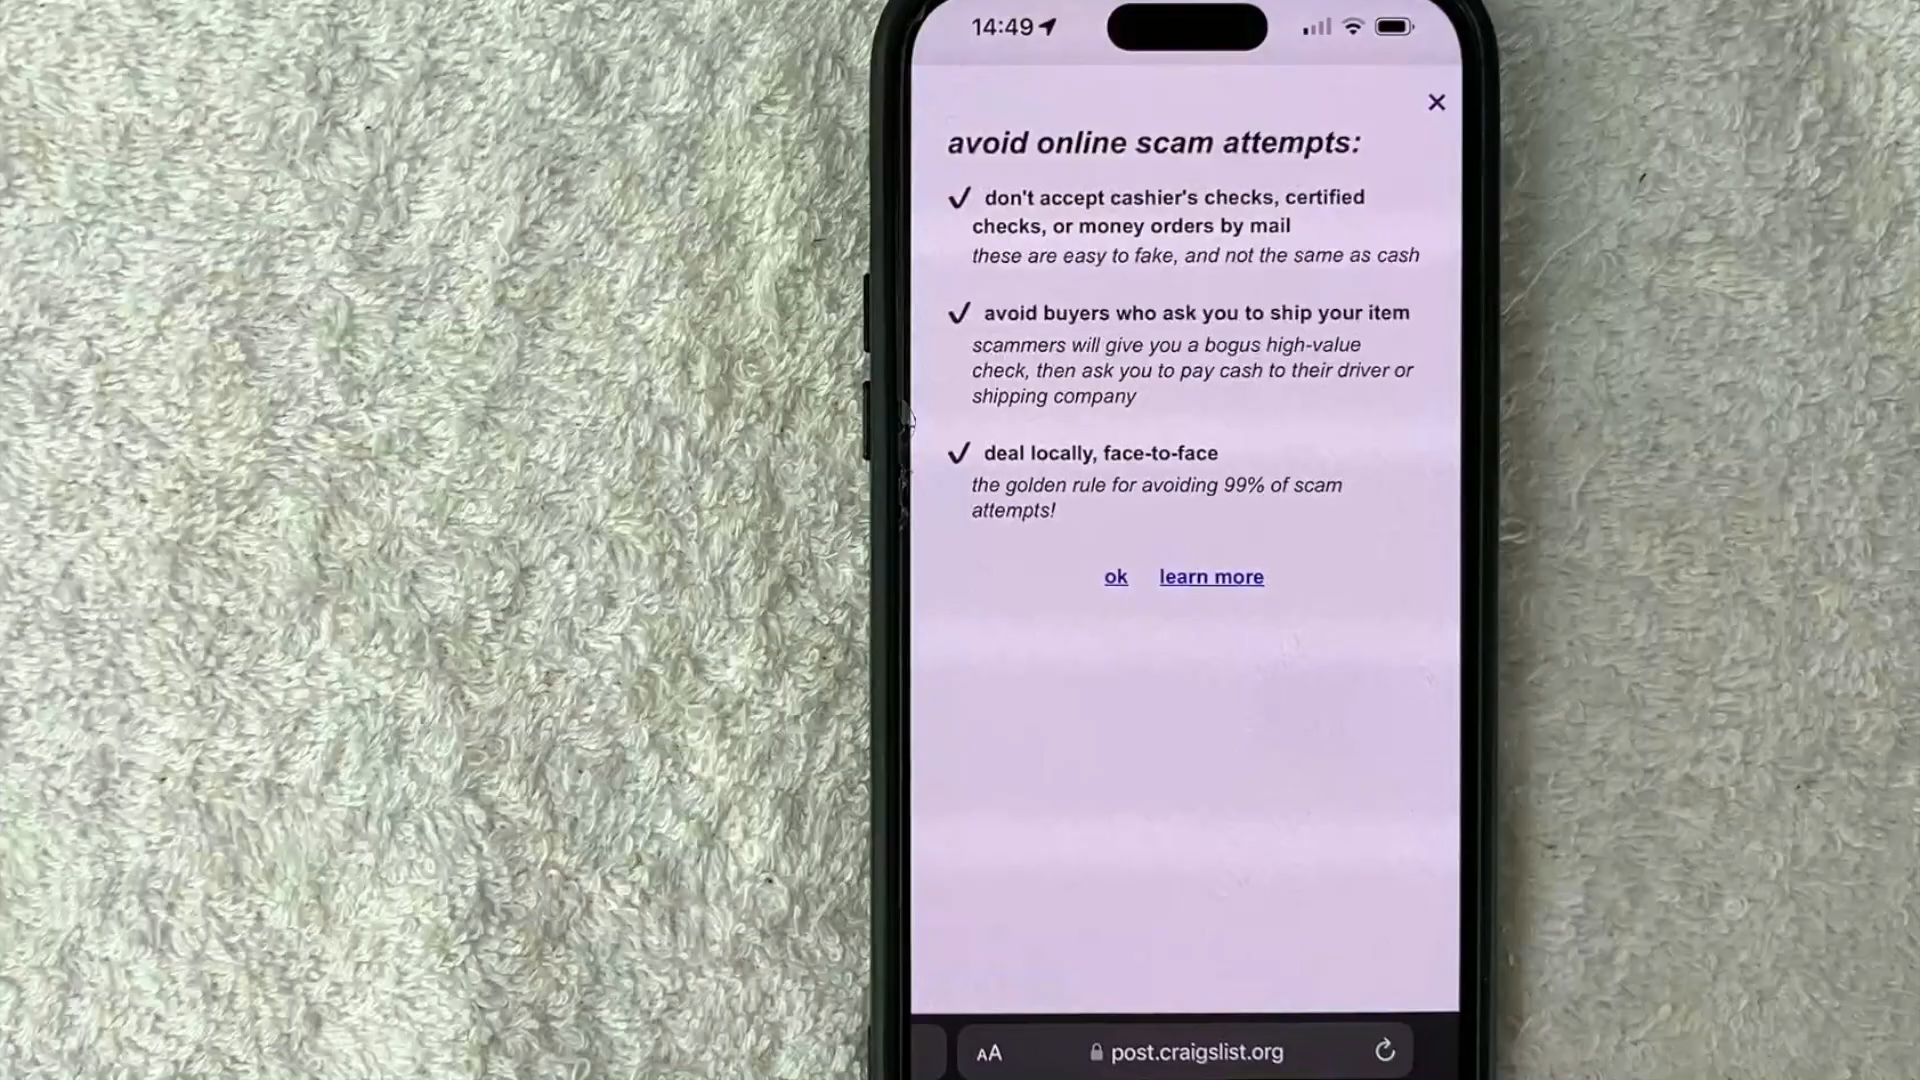 14:49
avoid online scam attempts:
don't accept cashier's checks, certified
checks, or money orders by mail
these are easy to fake, and not the same as cash
avoid buyers who ask you to ship your item
scammers will give you a bogus high-value
check, then ask you to pay cash to their driver or
shipping company
deal locally, face-to-face
the golden rule for avoiding 99% of scam
attempts!
ok learn more
AA post.craigslist.org